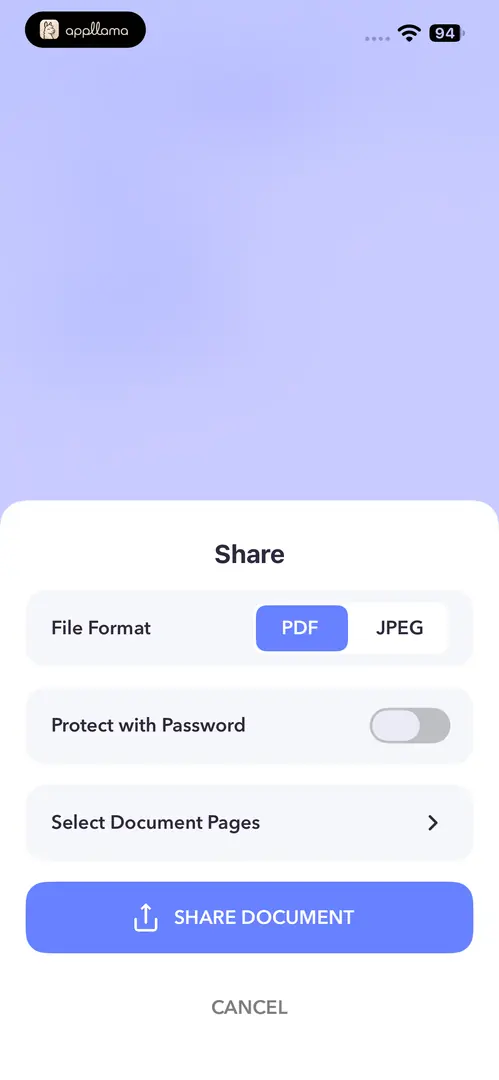 appllama
94
Share
File Format
PDF
JPEG
Protect with Password
Select Document Pages
SHARE DOCUMENT
CANCEL